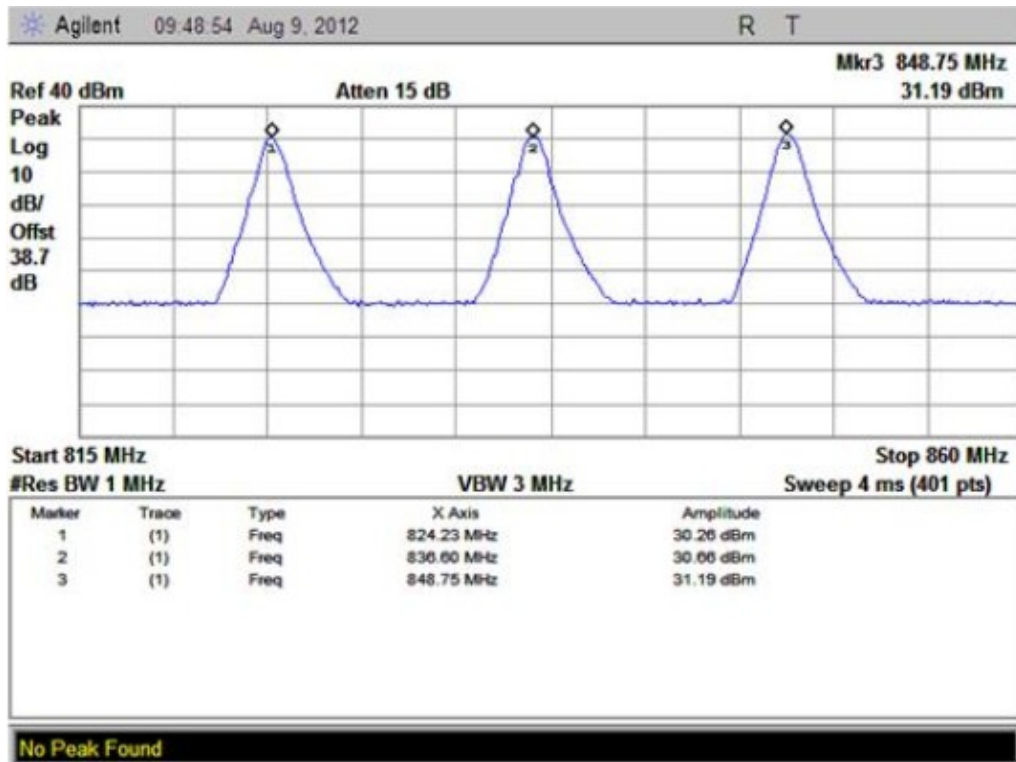 Agilent 09:48:54 Aug 9, 2012 R T
Mkr3 848.75 MHz
Ref 40 dBm Atten 15 dB 31.19 dBm
Peak
Log
10
dB/
Offst
38.7
dB
1 2 3
Start 815 MHz Stop 860 MHz
#Res BW 1 MHz VBW 3 MHz Sweep 4 ms (401 pts)
Marker Trace Type X Axis Amplitude
1 (1) Freq 824.23 MHz 30.26 dBm
2 (1) Freq 836.60 MHz 30.66 dBm
3 (1) Freq 848.75 MHz 31.19 dBm
No Peak Found